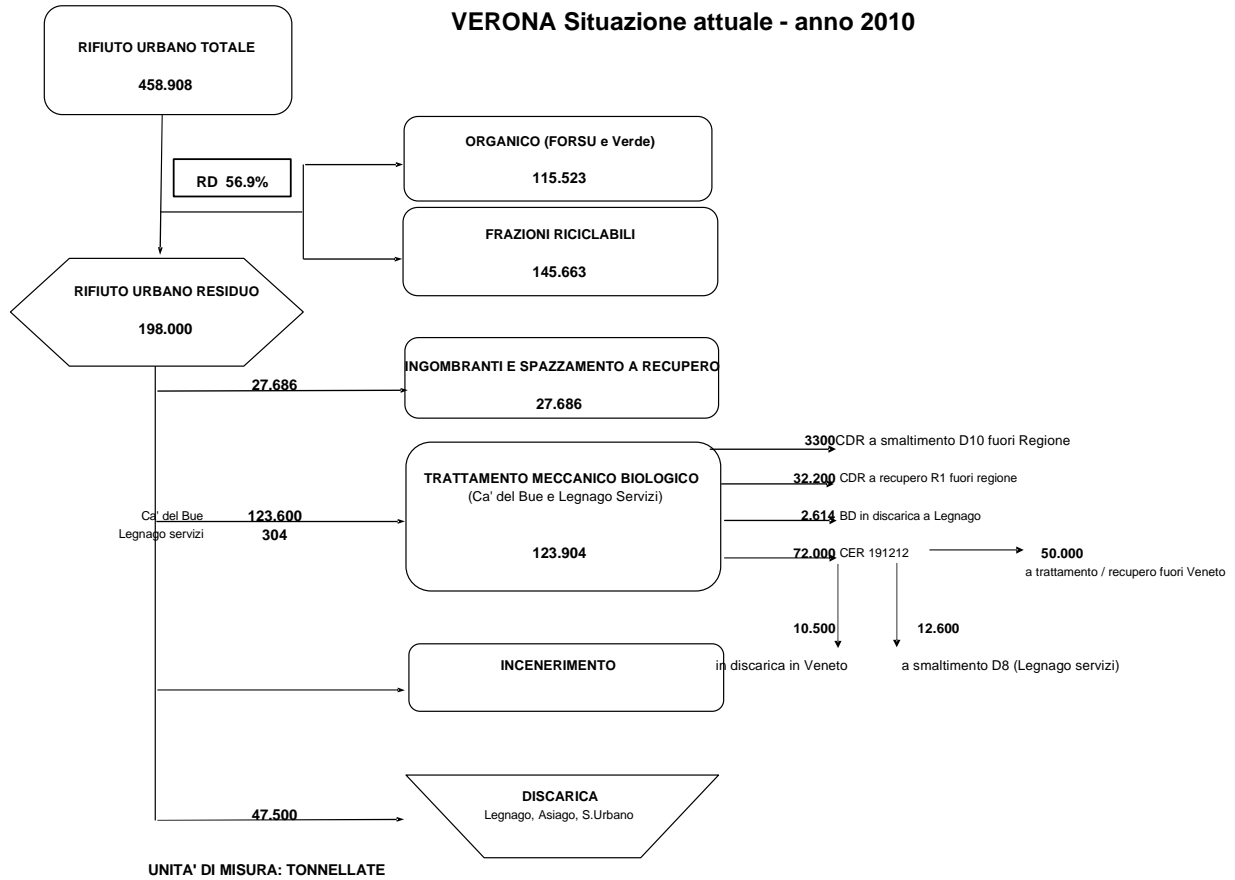 VERONA Situazione attuale - anno 2010
RIFIUTO URBANO TOTALE
458.908
RD 56.9%
ORGANICO (FORSU e Verde)
115.523
FRAZIONI RICICLABILI
145.663
RIFIUTO URBANO RESIDUO
198.000
27.686
INGOMBRANTI E SPAZZAMENTO A RECUPERO
27.686
Ca' del Bue 123.600
Legnago servizi 304
TRATTAMENTO MECCANICO BIOLOGICO
(Ca' del Bue e Legnago Servizi)
123.904
3300 CDR a smaltimento D10 fuori Regione
32.200 CDR a recupero R1 fuori regione
2.614 BD in discarica a Legnago
72.000 CER 191212
50.000
a trattamento / recupero fuori Veneto
10.500
in discarica in Veneto
12.600
a smaltimento D8 (Legnago servizi)
INCENERIMENTO
47.500
DISCARICA
Legnago, Asiago, S.Urbano
UNITA' DI MISURA: TONNELLATE